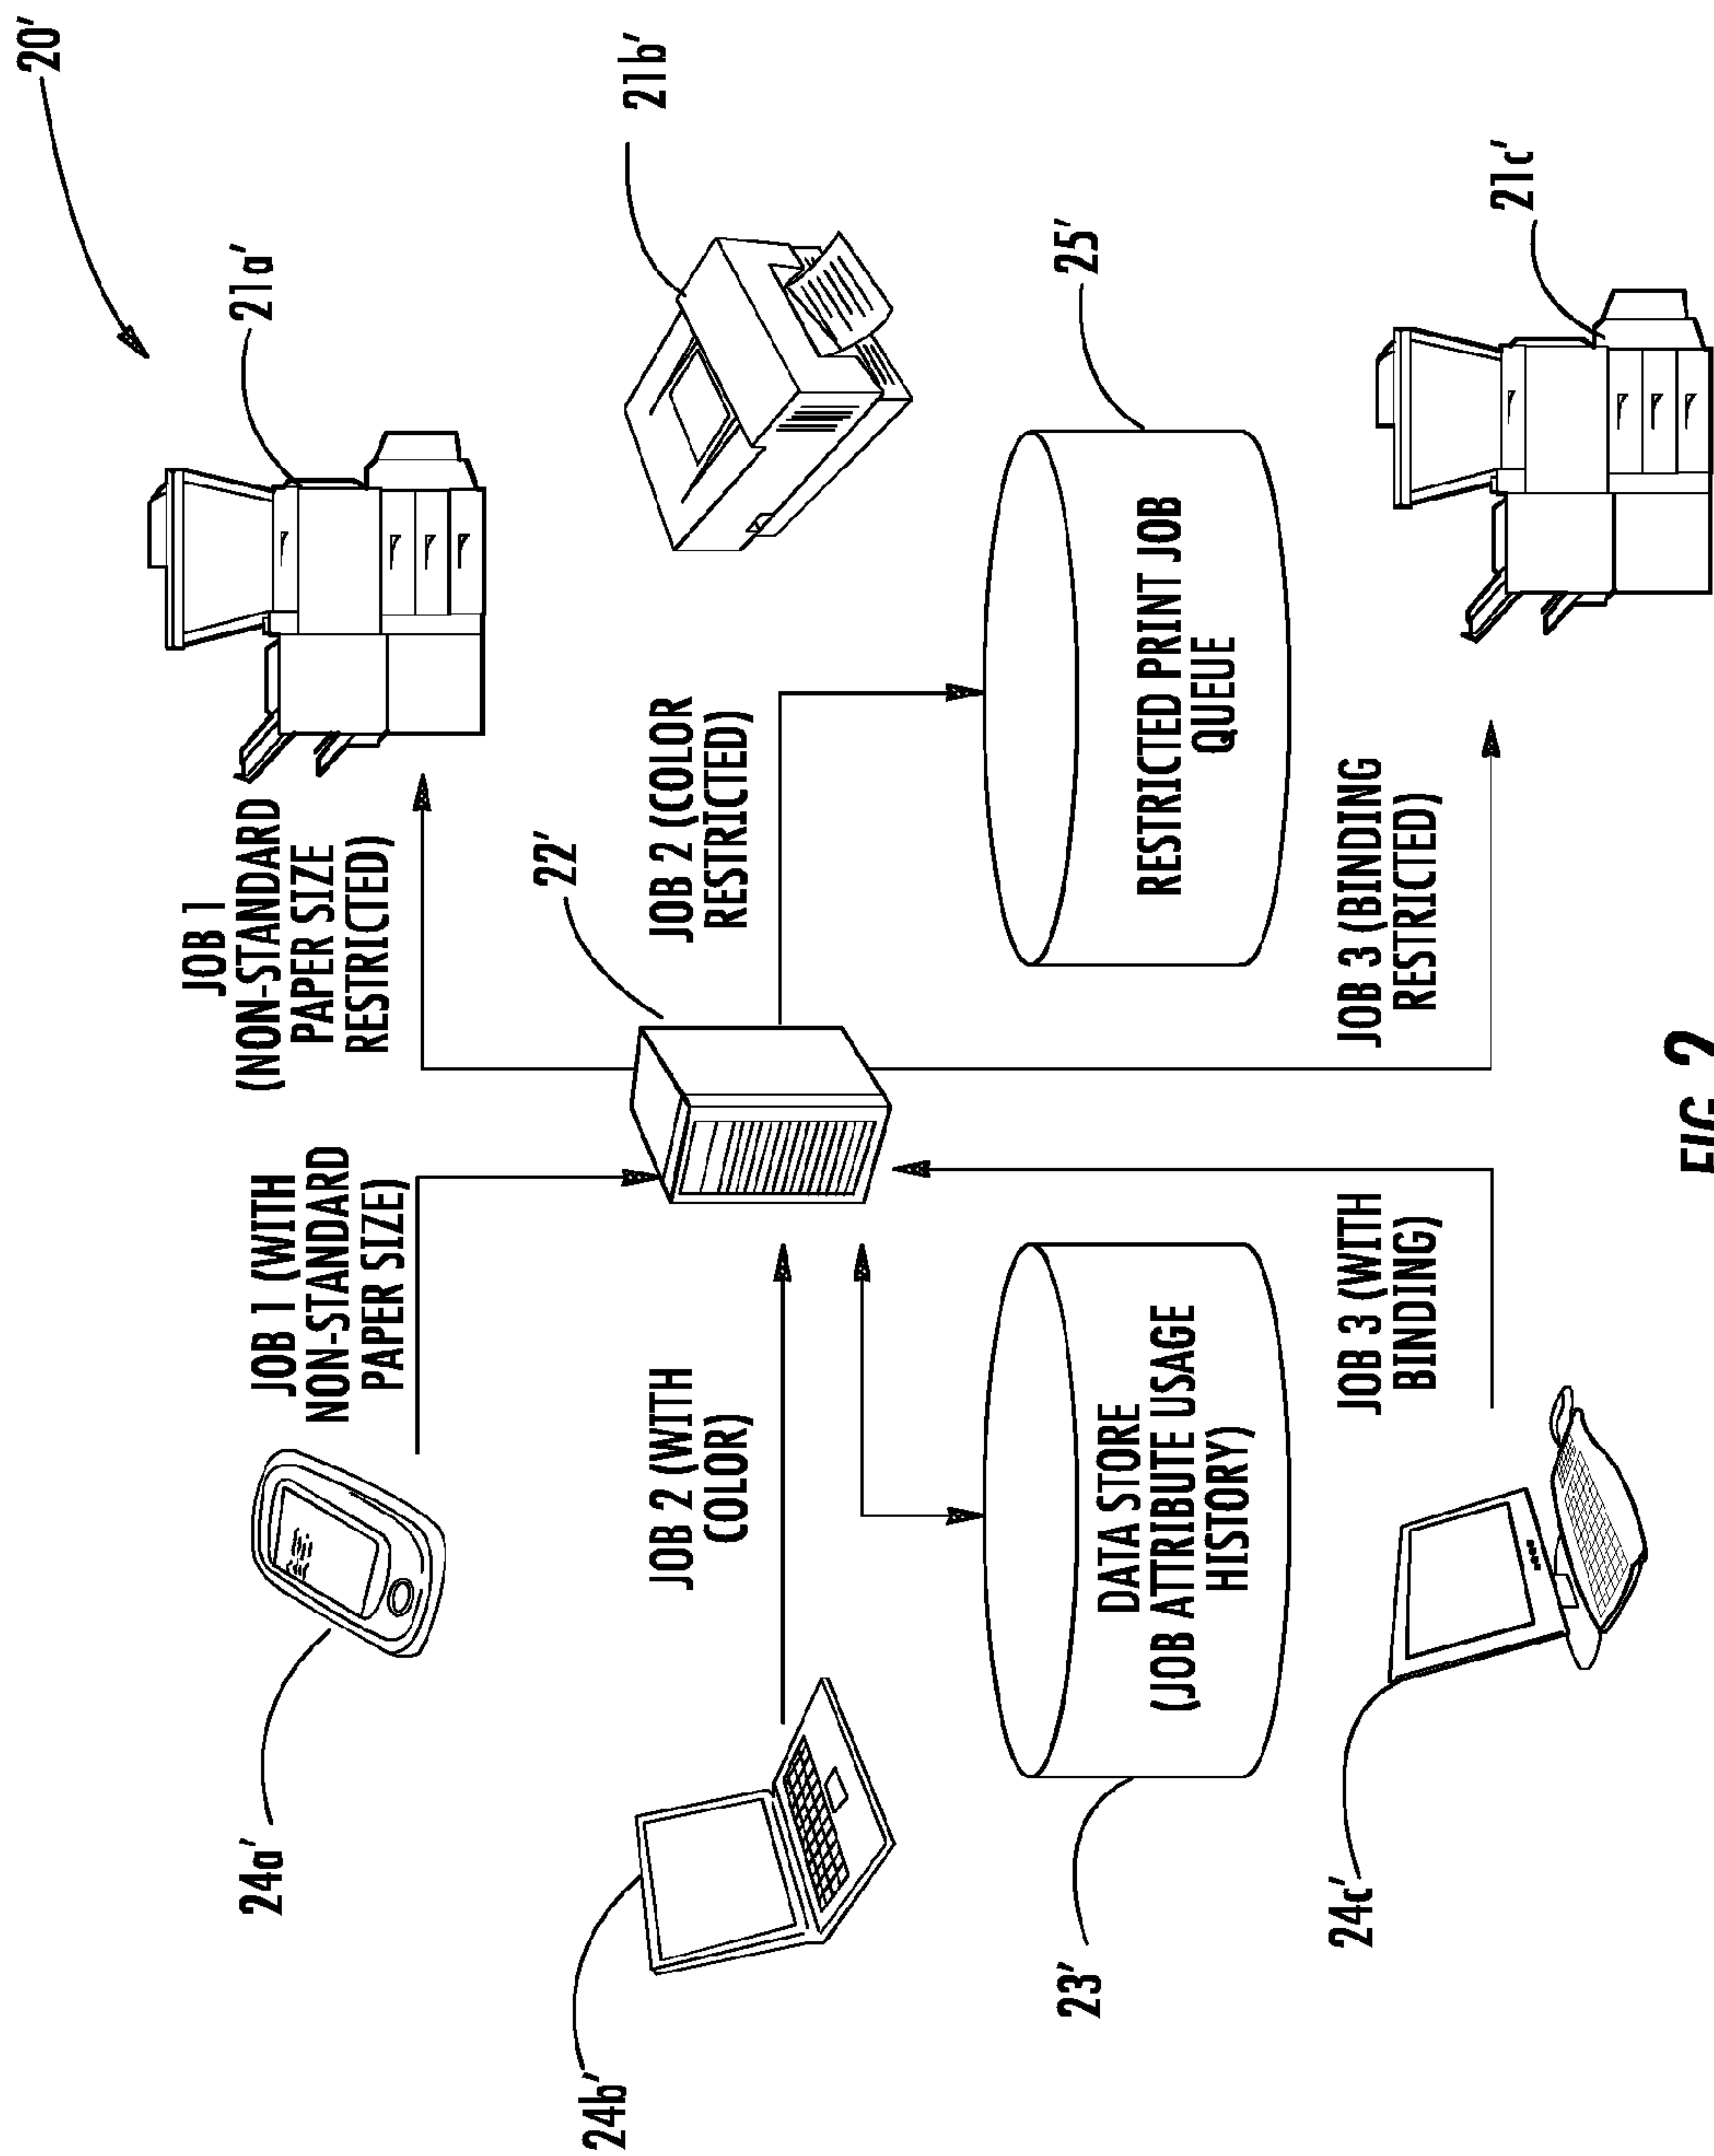 20'
21a'
21b'
21c'
JOB 1
(NON-STANDARD
PAPER SIZE
RESTRICTED)
22'
JOB 2 (COLOR
RESTRICTED)
25'
RESTRICTED PRINT JOB
QUEUE
JOB 3 (BINDING
RESTRICTED)
JOB 1 (WITH
NON-STANDARD
PAPER SIZE)
JOB 2 (WITH
COLOR)
DATA STORE
(JOB ATTRIBUTE USAGE
HISTORY)
JOB 3 (WITH
BINDING)
24a'
24b'
23'
24c'
FIG. 2